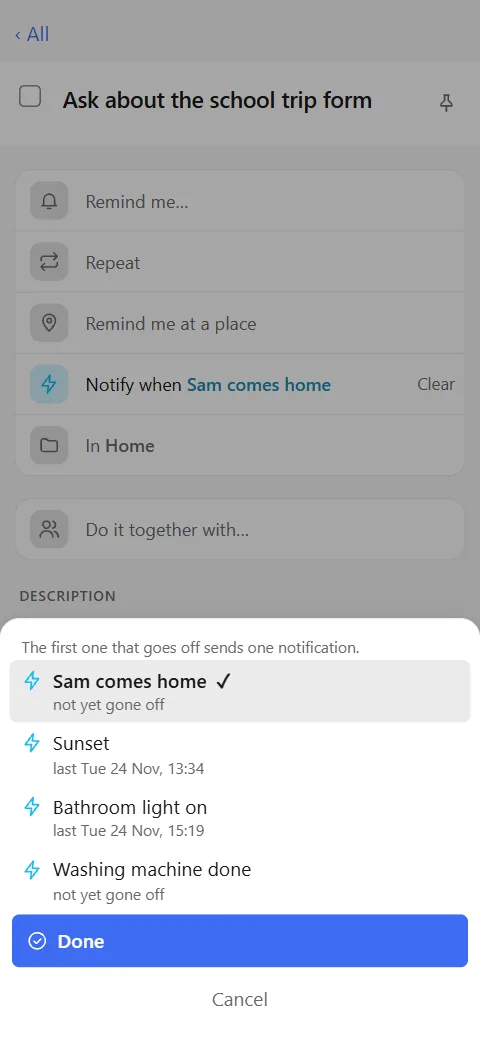 ‹ All
Ask about the school trip form
Remind me...
Repeat
Remind me at a place
Notify when Sam comes home Clear
In Home
Do it together with...
DESCRIPTION
The first one that goes off sends one notification.
Sam comes home ✓
not yet gone off
Sunset
last Tue 24 Nov, 13:34
Bathroom light on
last Tue 24 Nov, 15:19
Washing machine done
not yet gone off
Done
Cancel